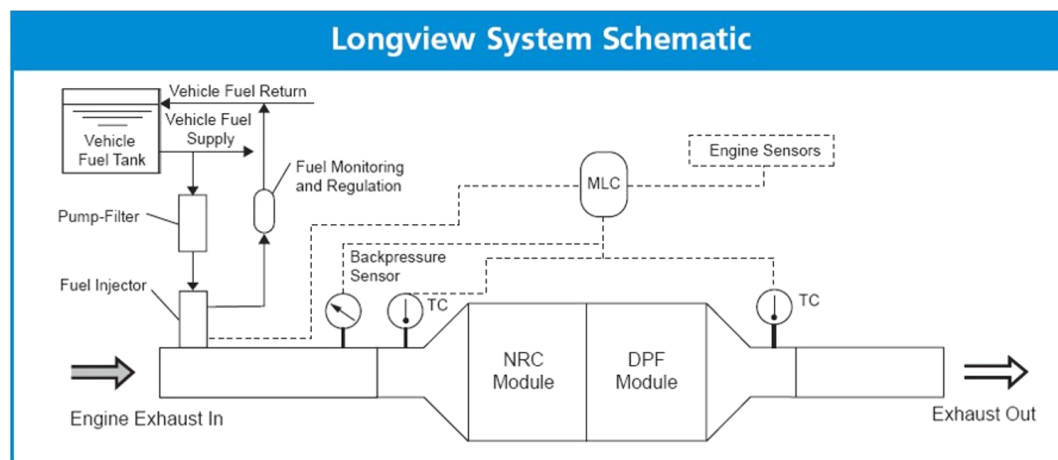 Longview System Schematic
Vehicle Fuel Return
Vehicle Fuel
Supply
Vehicle
Fuel Tank
Fuel Monitoring
and Regulation
Engine Sensors
MLC
Pump-Filter
Backpressure
Sensor
Fuel Injector
TC
TC
NRC
Module
DPF
Module
Engine Exhaust In
Exhaust Out